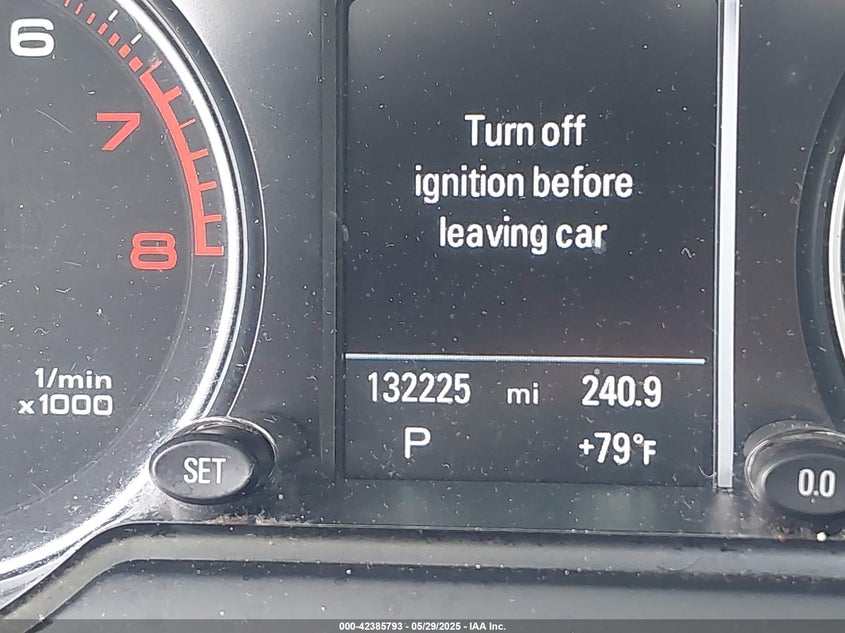 6
7
8
1/min
x1000
Turn off
ignition before
leaving car
132225 mi 240.9
P +79°F
SET
0.0
000-42385793 - 05/29/2025 - IAA Inc.